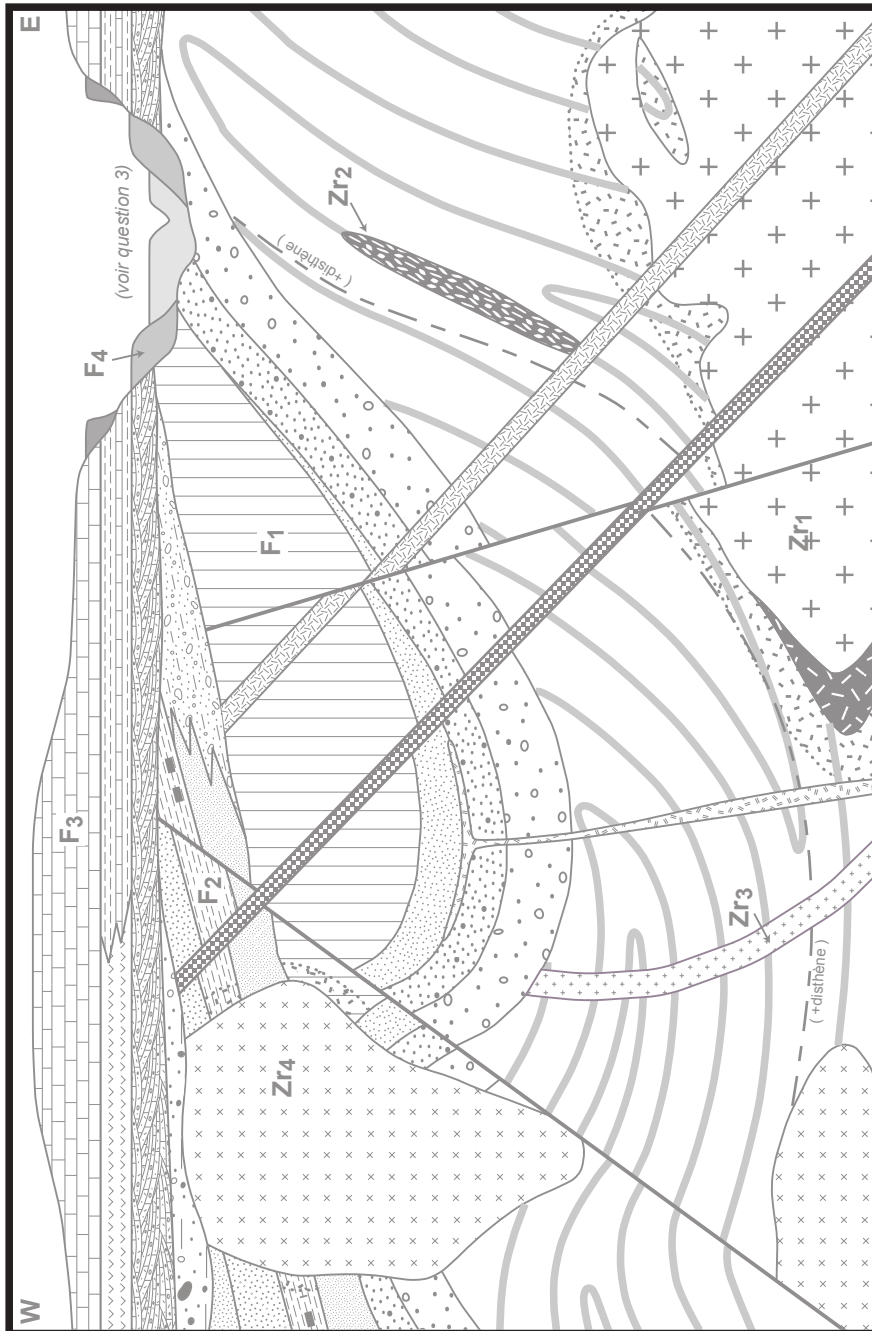 W
E
F3
(voir question 3)
F4
F2
F1
Zr4
Zr2
(+disthène)
Zr3
(+disthène)
Zr1